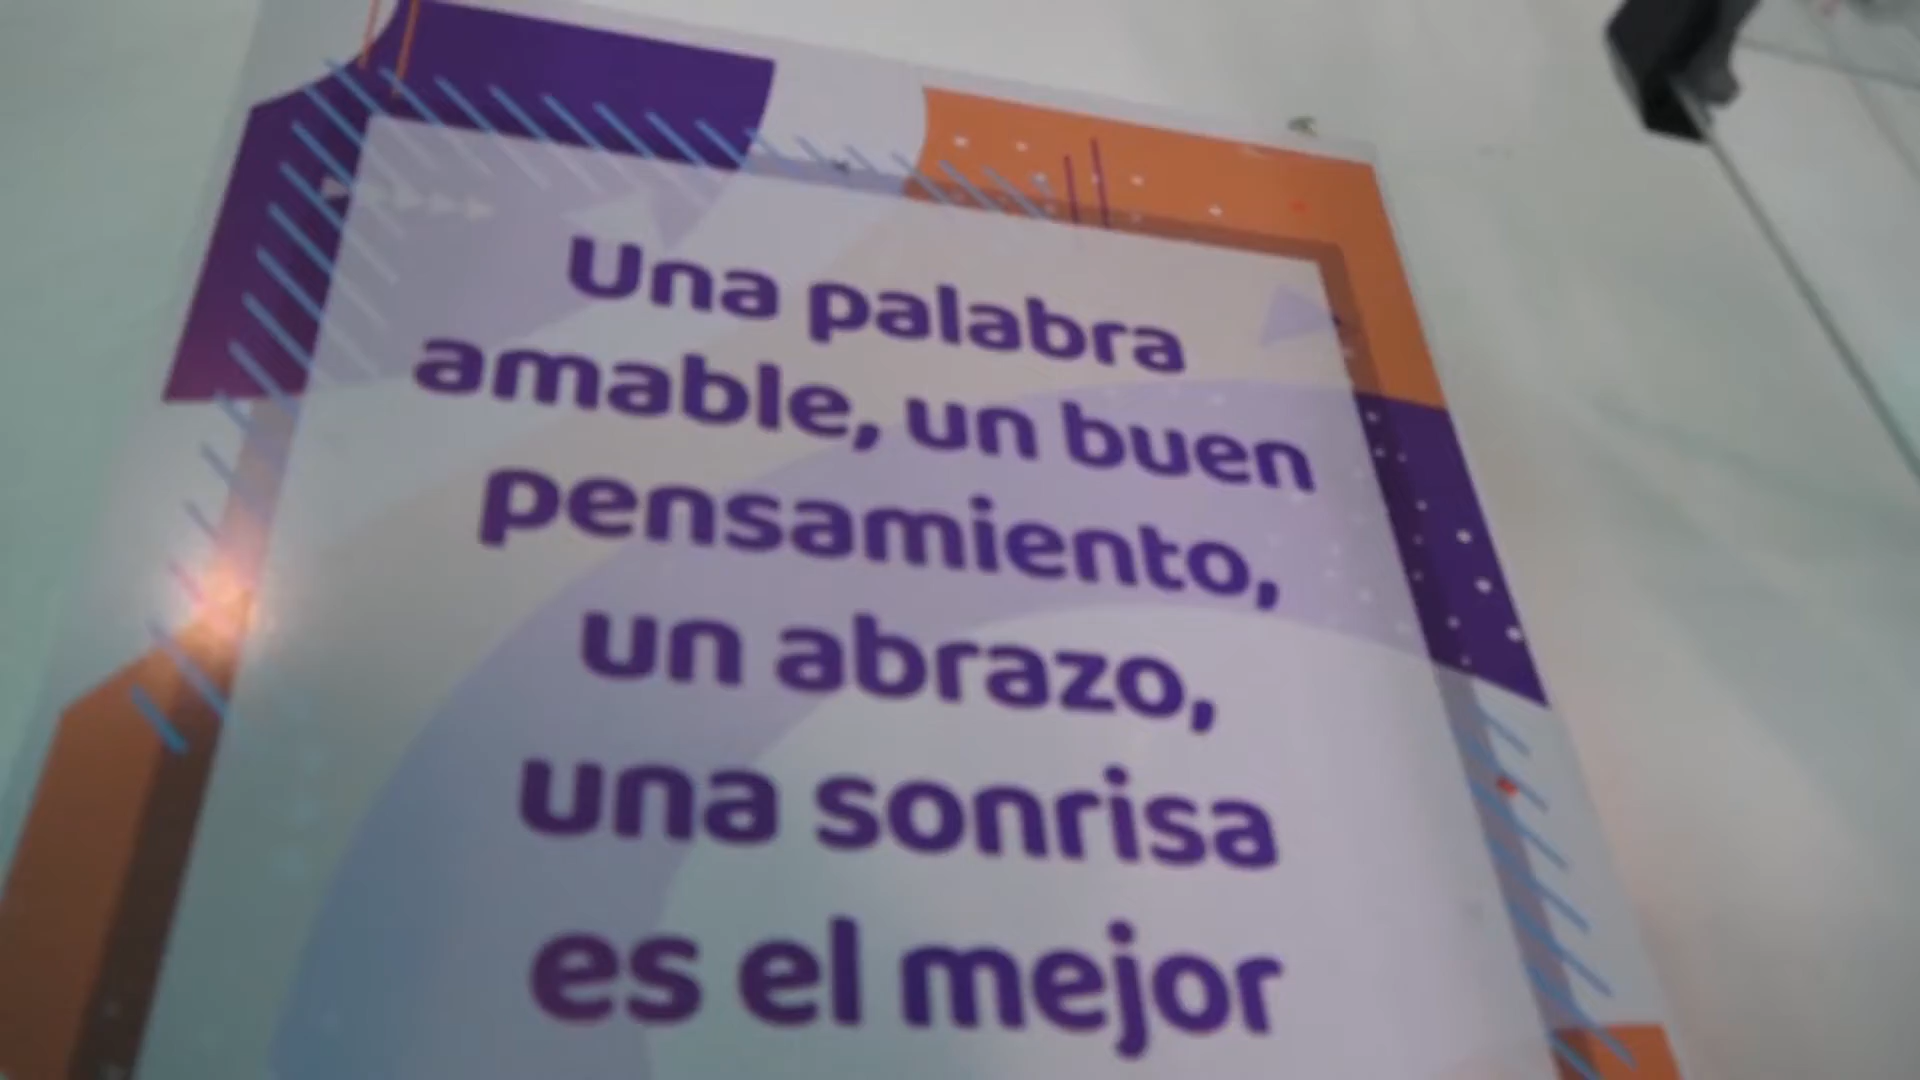 Una palabra
amable, un buen
pensamiento,
un abrazo,
una sonrisa
es el mejor